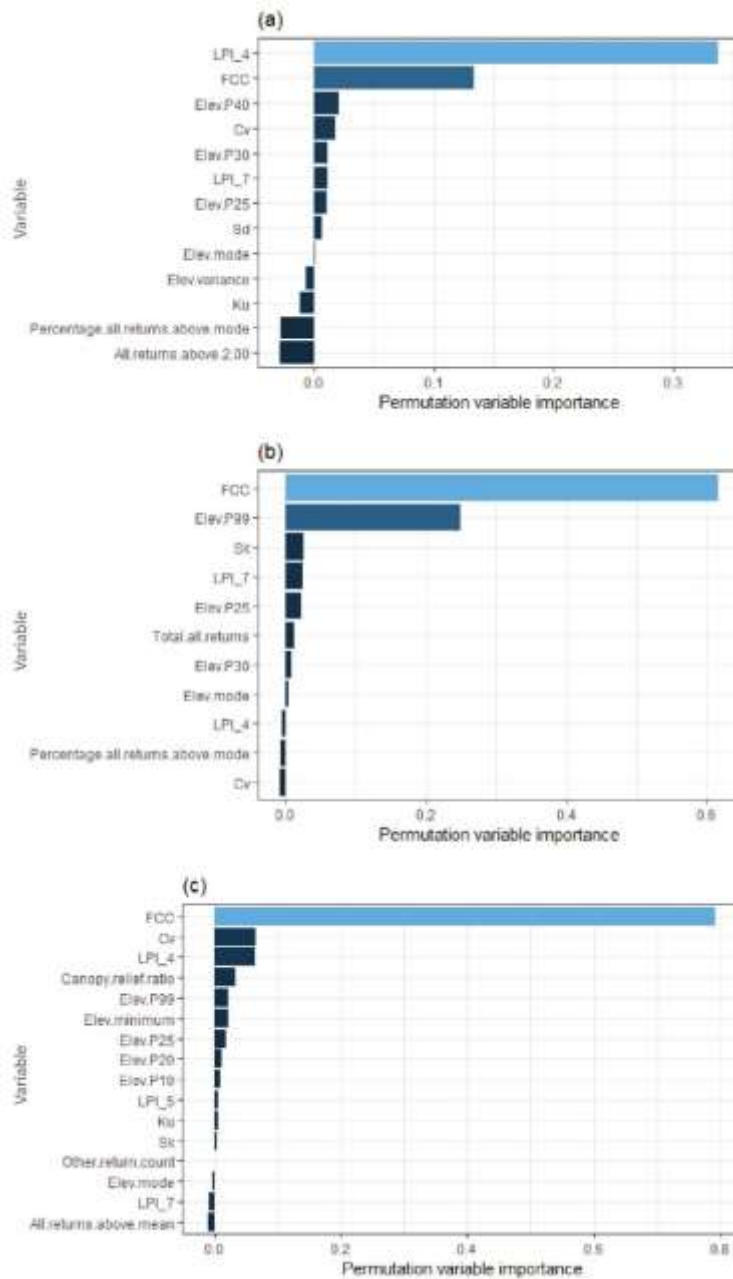 (a)
LPI_4
FCC
Elev.P40
Cv
Elev.P30
LPI_7
Elev.P25
Sd
Elev.mode
Elev.variance
Ku
Percentage.all.returns.above.mode
All.returns.above.2.00
Variable
0.0 0.1 0.2 0.3
Permutation variable importance
(b)
FCC
Elev.P99
Sk
LPI_7
Elev.P25
Total.all.returns
Elev.P30
Elev.mode
LPI_4
Percentage.all.returns.above.mode
Cv
Variable
0.0 0.2 0.4 0.6
Permutation variable importance
(c)
FCC
Cv
LPI_4
Canopy.relief.ratio
Elev.P99
Elev.minimum
Elev.P25
Elev.P20
Elev.P10
LPI_5
Ku
Sk
Other.return.count
Elev.mode
LPI_7
All.returns.above.mean
Variable
0.0 0.2 0.4 0.6 0.8
Permutation variable importance